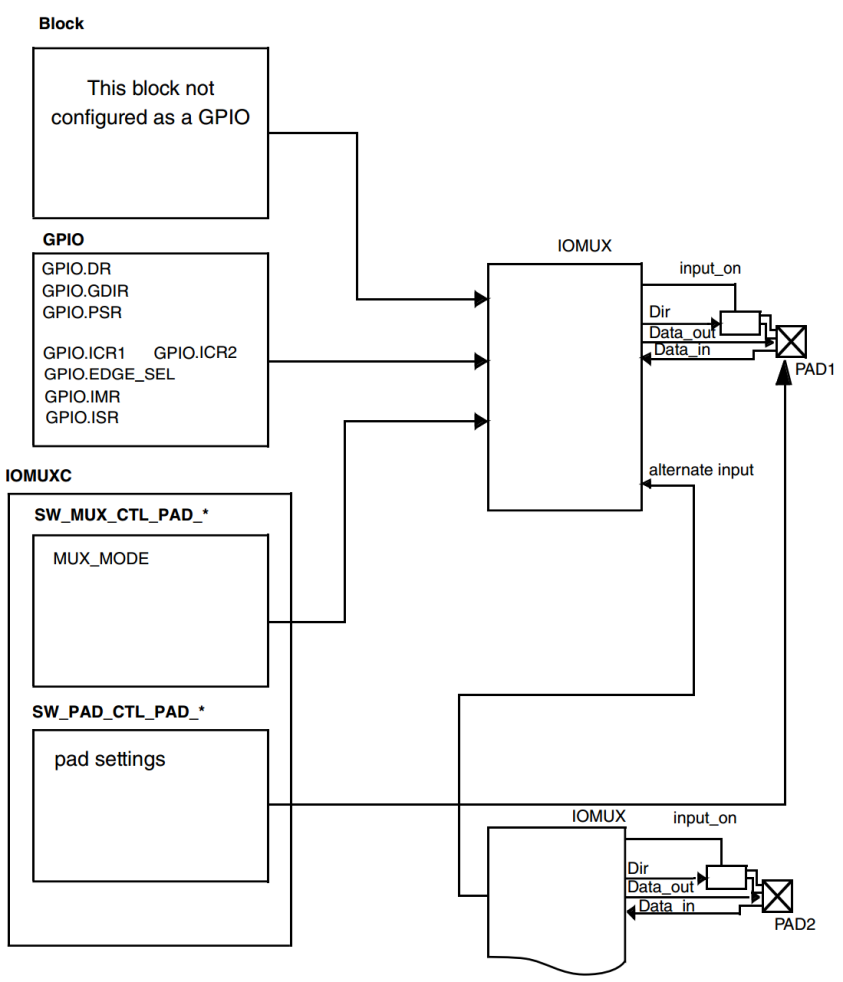 Block
This block not
configured as a GPIO
GPIO
GPIO.DR
GPIO.GDIR
GPIO.PSR
GPIO.ICR1 GPIO.ICR2
GPIO.EDGE_SEL
GPIO.IMR
GPIO.ISR
IOMUX
input_on
Dir
Data_out
Data_in
PAD1
alternate input
IOMUXC
SW_MUX_CTL_PAD_*
MUX_MODE
SW_PAD_CTL_PAD_*
pad settings
IOMUX
input_on
Dir
Data_out
Data_in
PAD2